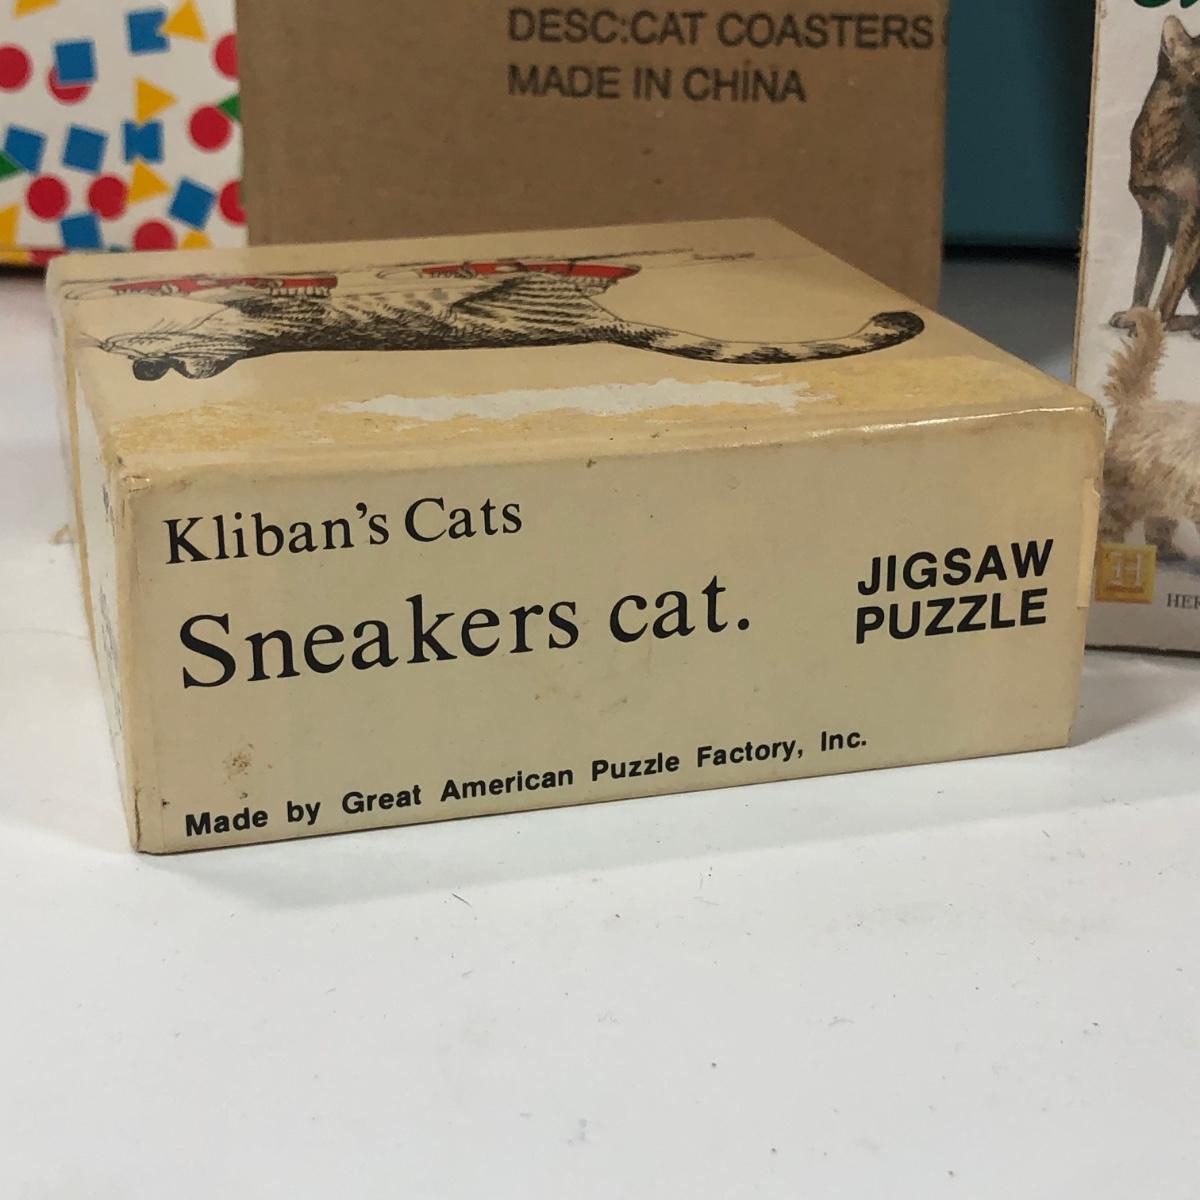 DESC:CAT COASTERS
MADE IN CHINA
Kliban's Cats
Sneakers cat.
JIGSAW
PUZZLE
Made by Great American Puzzle Factory, Inc.
H